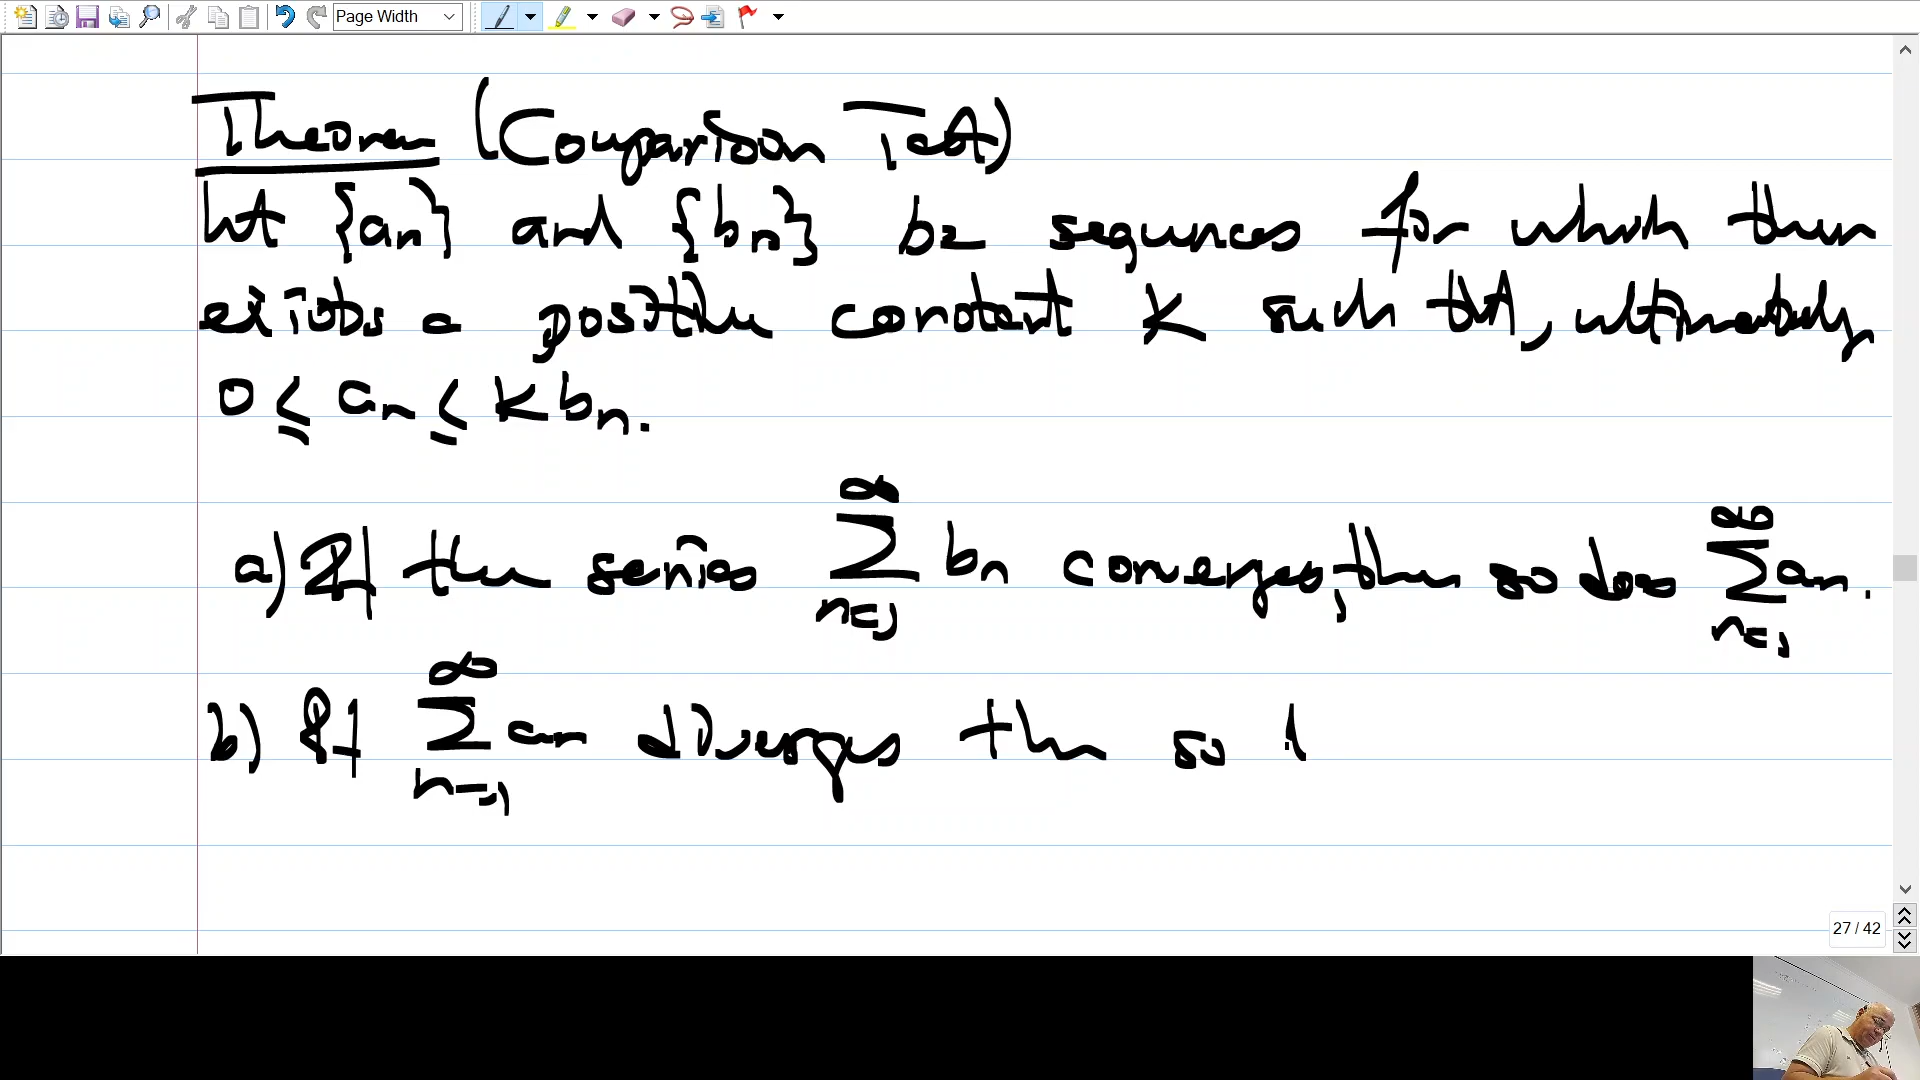 Page Width
Theorem (Comparison Test)
Let {an} and {bn} be sequences for which there
exists a positive constant K such that, ultimately
0 ≤ an ≤ K bn.
a) If the series ∑_{n=1}^{∞} bn converges, then so does ∑_{n=1}^{∞} an.
b) If ∑_{n=1}^{∞} an diverges then so
27 / 42